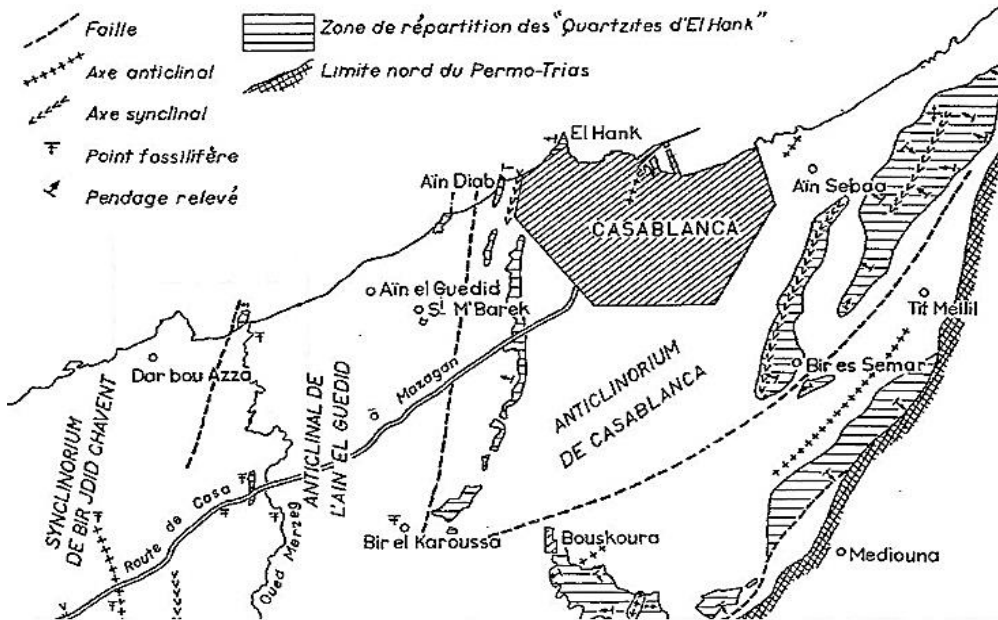 Faille
Axe anticlinal
Axe synclinal
Point fossilifère
Pendage relevé
Zone de répartition des "Quartzites d'El Hank"
Limite nord du Permo-Trias
El Hank
Aïn Diab
CASABLANCA
Aïn Sebaa
Aïn el Guedid
Sᵗ M'Barek
Tit Mellil
Dar bou Azza
Mazagan
Bir es Semar
ANTICLINORIUM
DE CASABLANCA
ANTICLINAL DE
L'AIN EL GUEDID
SYNCLINORIUM
DE BIR JDID CHAVENT
Route de Casa
Oued Merzeg
Bir el Karoussa
Bouskoura
Mediouna